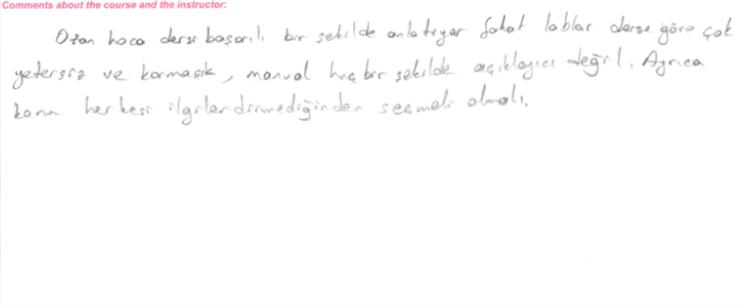 Comments about the course and the instructor:
Ozan hoca dersi başarılı bir şekilde anlatıyor fakat lablar derse göre çok
yetersiz ve karmaşık, manual hiç bir şekilde açıklayıcı değil. Ayrıca
konu herkesi ilgilendirmediğinden seçmeli olmalı.